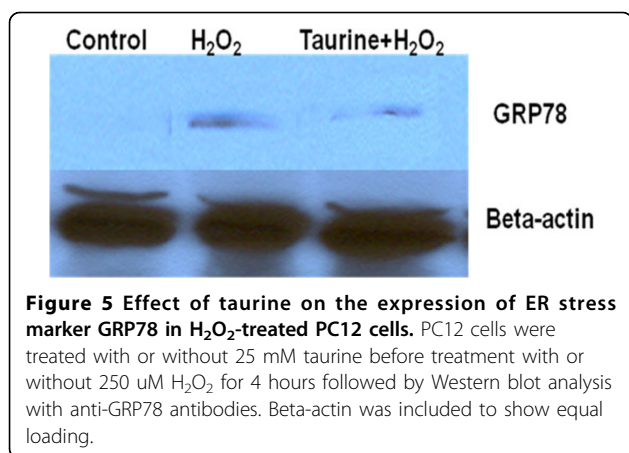 Control H₂O₂ Taurine+H₂O₂
GRP78
Beta-actin
Figure 5 Effect of taurine on the expression of ER stress
marker GRP78 in H₂O₂-treated PC12 cells. PC12 cells were
treated with or without 25 mM taurine before treatment with or
without 250 uM H₂O₂ for 4 hours followed by Western blot analysis
with anti-GRP78 antibodies. Beta-actin was included to show equal
loading.